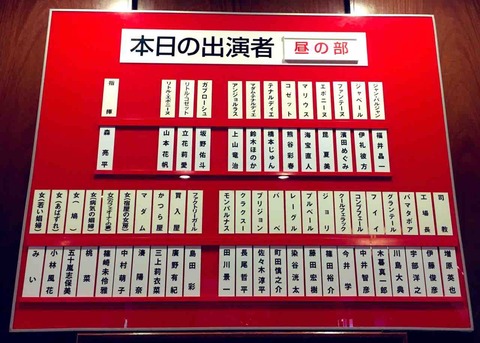 本日の出演者
昼の部
ジャン・バルジャン
福井晶一
ジャベール
伊礼彼方
ファンテーヌ
濱田めぐみ
エポニーヌ
昆夏美
マリウス
海宝直人
コゼット
熊谷彩春
テナルディエ
橋本じゅん
マダム・テナルディエ
鈴木ほのか
アンジョルラス
上山竜治
ガブローシュ
坂野佑斗
リトル・コゼット
立花莉愛
リトル・エポニーヌ
山本花帆
指揮
森亮平
司教
増原英也
工場長
伊藤俊彦
バマタボア
宇部洋之
グランテール
川島大典
フイイ
木暮真一郎
コンブフェール
中井智彦
クールフェラック
今井学
ジョリ
篠田裕介
プルベール
藤田宏樹
レーグル
染谷洸太
バベ
町田慎之介
ブリジョン
佐々木淳平
クラクスー
長尾哲平
モンパルナス
田川景一
ファクトリーガール
島田彩
買入屋
廣野有紀
かつら屋
三上莉衣菜
マダム
湊陽奈
女(宿屋の女房)
中村萌子
篠崎未伶雅
女(病気の娼婦)
桃菜
女(鳩)
五十嵐志保美
女(あばずれ)
小林風花
女(若い娼婦)
みい